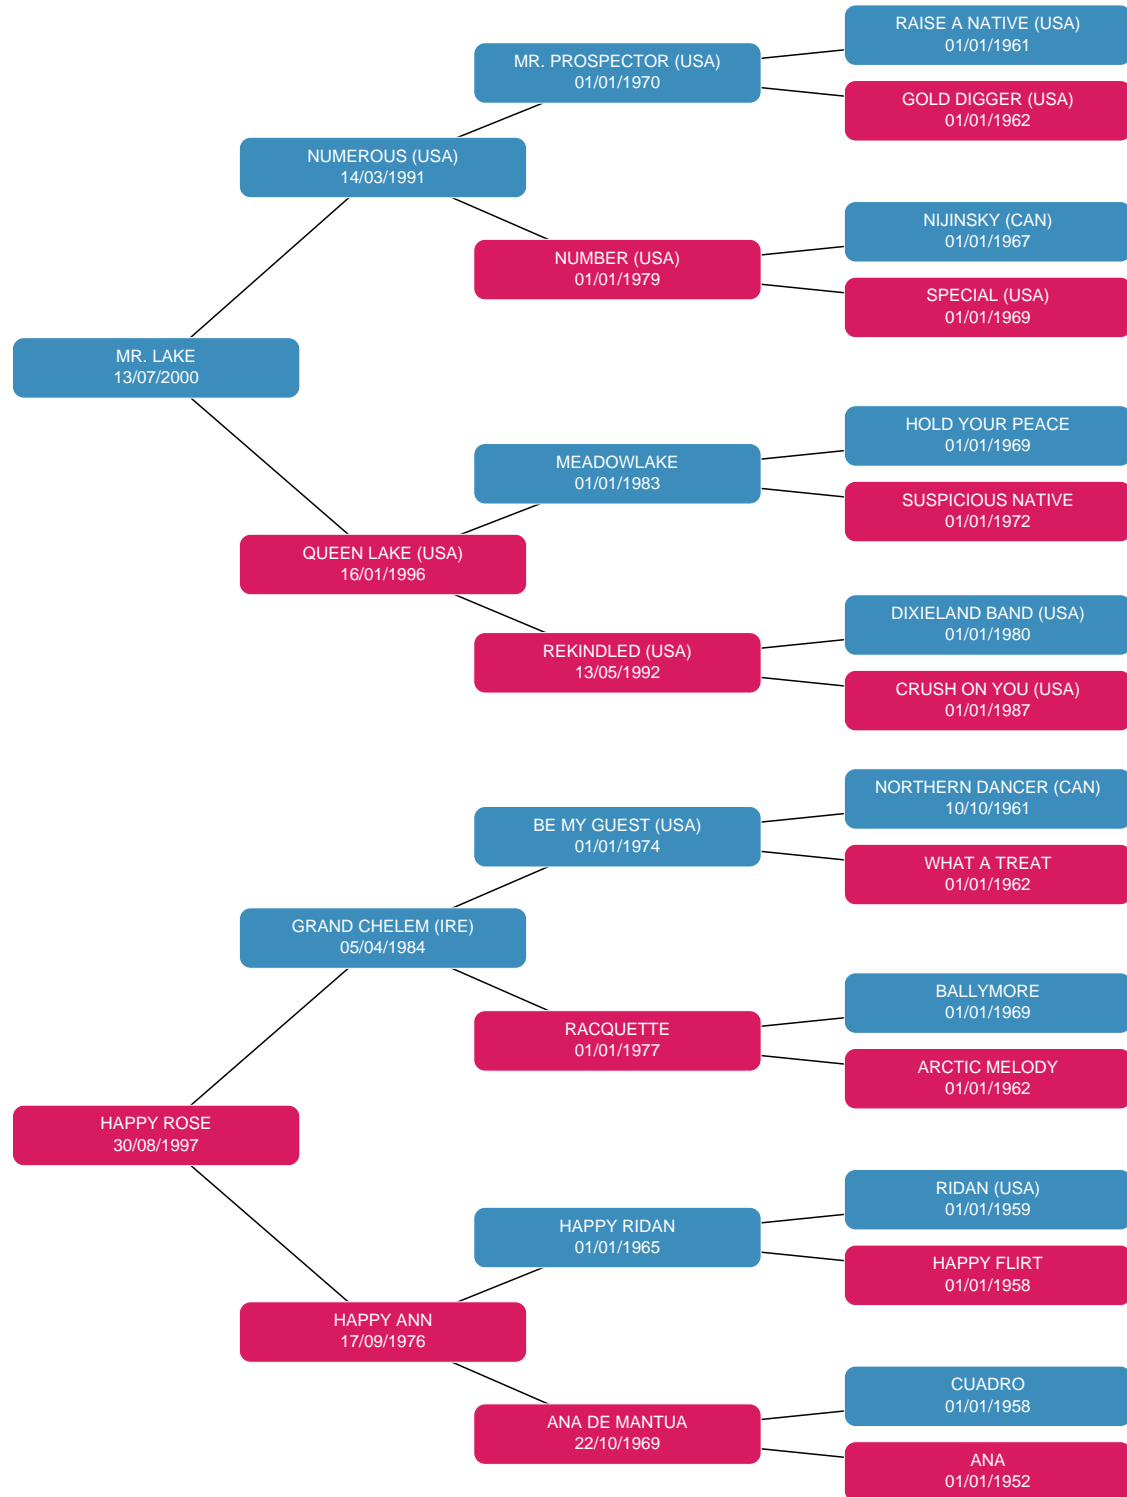 RAISE A NATIVE (USA)
01/01/1961
MR. PROSPECTOR (USA)
01/01/1970
GOLD DIGGER (USA)
01/01/1962
NUMEROUS (USA)
14/03/1991
NIJINSKY (CAN)
01/01/1967
NUMBER (USA)
01/01/1979
SPECIAL (USA)
01/01/1969
MR. LAKE
13/07/2000
HOLD YOUR PEACE
01/01/1969
MEADOWLAKE
01/01/1983
SUSPICIOUS NATIVE
01/01/1972
QUEEN LAKE (USA)
16/01/1996
DIXIELAND BAND (USA)
01/01/1980
REKINDLED (USA)
13/05/1992
CRUSH ON YOU (USA)
01/01/1987
NORTHERN DANCER (CAN)
10/10/1961
BE MY GUEST (USA)
01/01/1974
WHAT A TREAT
01/01/1962
GRAND CHELEM (IRE)
05/04/1984
BALLYMORE
01/01/1969
RACQUETTE
01/01/1977
ARCTIC MELODY
01/01/1962
HAPPY ROSE
30/08/1997
RIDAN (USA)
01/01/1959
HAPPY RIDAN
01/01/1965
HAPPY FLIRT
01/01/1958
HAPPY ANN
17/09/1976
CUADRO
01/01/1958
ANA DE MANTUA
22/10/1969
ANA
01/01/1952